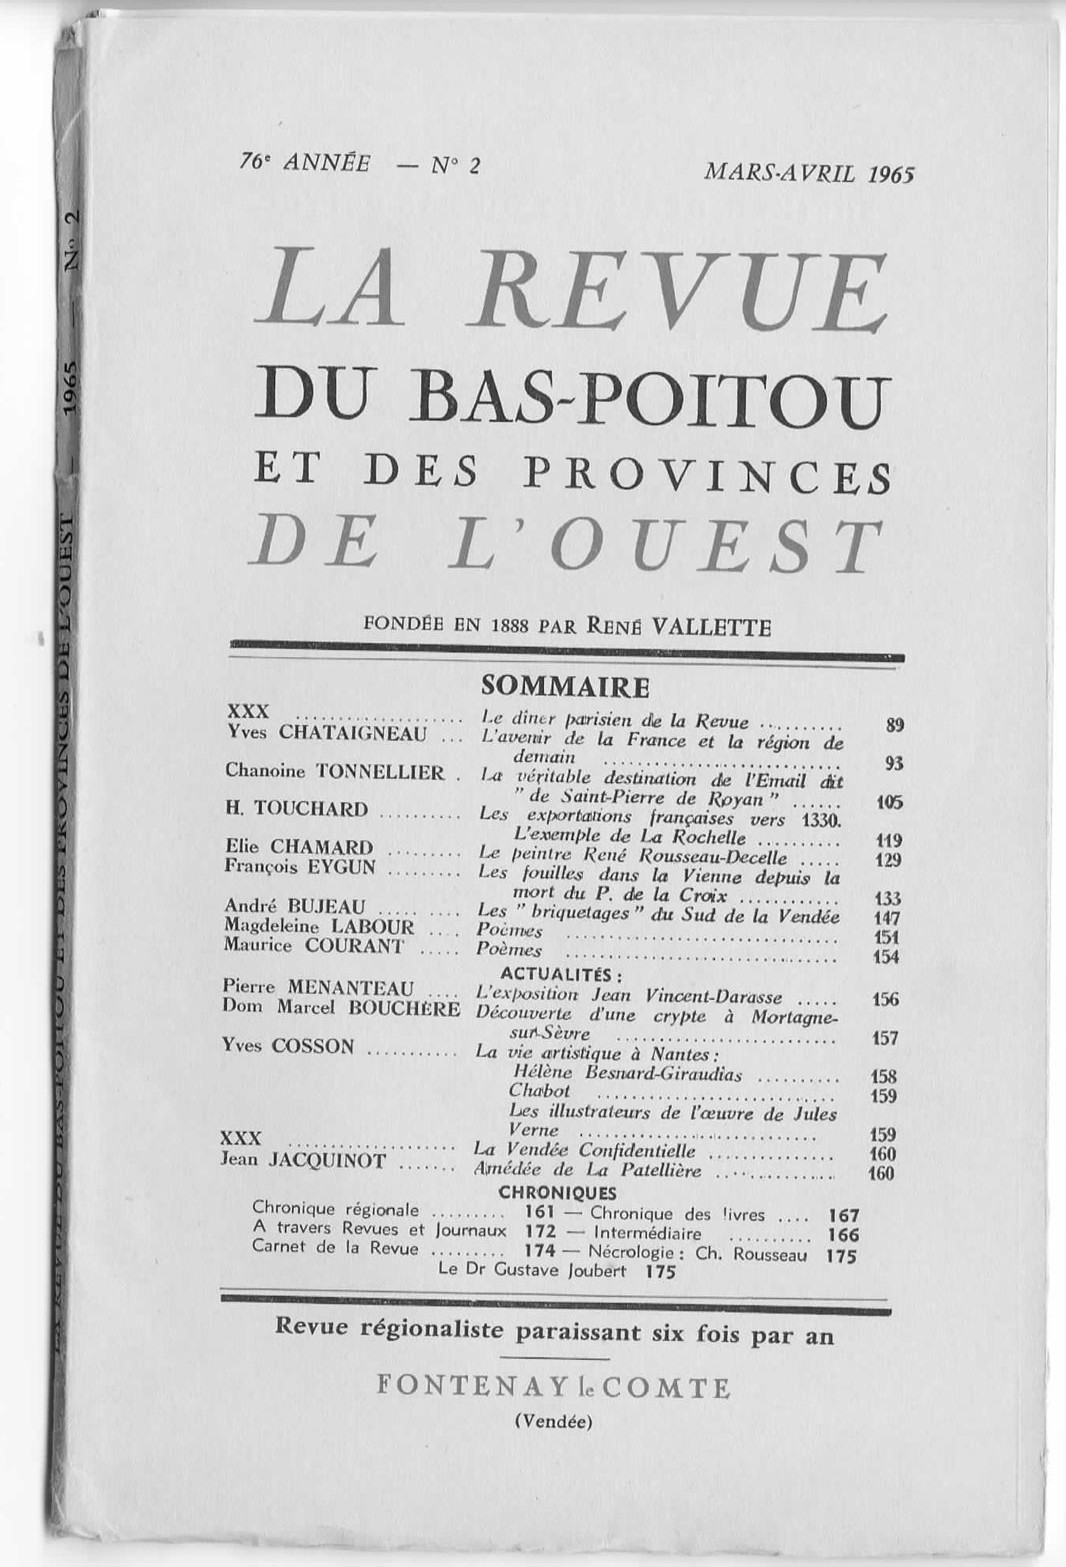 76e ANNÉE — N° 2 MARS-AVRIL 1965
LA REVUE
DU BAS-POITOU
ET DES PROVINCES
DE L'OUEST
FONDÉE EN 1888 PAR RENÉ VALLETTE
SOMMAIRE
XXX .................... Le dîner parisien de la Revue .......... 89
Yves CHATAIGNEAU ... L'avenir de la France et la région de
demain ............................ 93
Chanoine TONNELLIER . La véritable destination de l'Email dit
" de Saint-Pierre de Royan " ...... 105
H. TOUCHARD .......... Les exportations françaises vers 1330.
L'exemple de La Rochelle .......... 119
Elie CHAMARD ......... Le peintre René Rousseau-Decelle ..... 129
François EYGUN ......... Les fouilles dans la Vienne depuis la
mort du P. de la Croix ............ 133
André BUJEAU ..... .... Les " briquetages " du Sud de la Vendée 147
Magdeleine LABOUR .... Poèmes ................................ 151
Maurice COURANT ..... Poèmes ................................ 154
ACTUALITÉS :
Pierre MENANTEAU .... L'exposition Jean Vincent-Darasse ..... 156
Dom Marcel BOUCHÈRE Découverte d'une crypte à Mortagne-
sur-Sèvre .......................... 157
Yves COSSON ........... La vie artistique à Nantes :
Hélène Besnard-Giraudias .......... 158
Chabot ............................ 159
Les illustrateurs de l'œuvre de Jules
Verne ............................ 159
XXX .................... La Vendée Confidentielle ............... 160
Jean JACQUINOT ....... Amédée de La Patellière .............. 160
CHRONIQUES
Chronique régionale ......... 161 — Chronique des livres .... 167
A travers Revues et Journaux 172 — Intermédiaire .......... 166
Carnet de la Revue ......... 174 — Nécrologie : Ch. Rousseau 175
Le Dr Gustave Joubert 175
Revue régionaliste paraissant six fois par an
FONTENAY le COMTE
(Vendée)
LA REVUE DU BAS-POITOU ET DES PROVINCES DE L'OUEST — 1965 — No 2